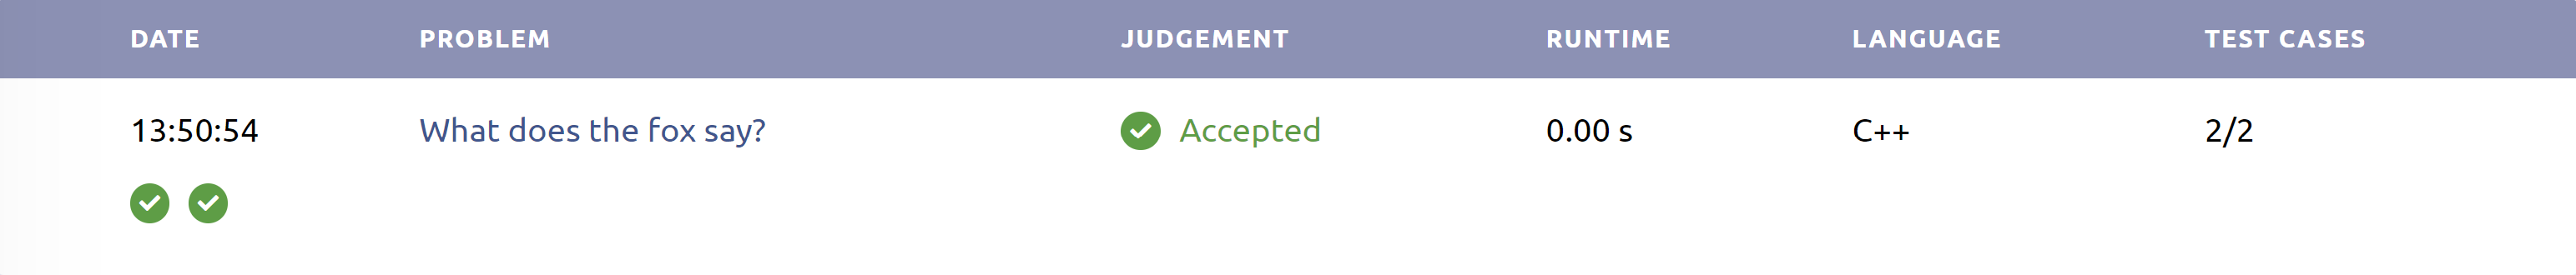 DATE PROBLEM JUDGEMENT RUNTIME LANGUAGE TEST CASES
13:50:54 What does the fox say? Accepted 0.00 s C++ 2/2